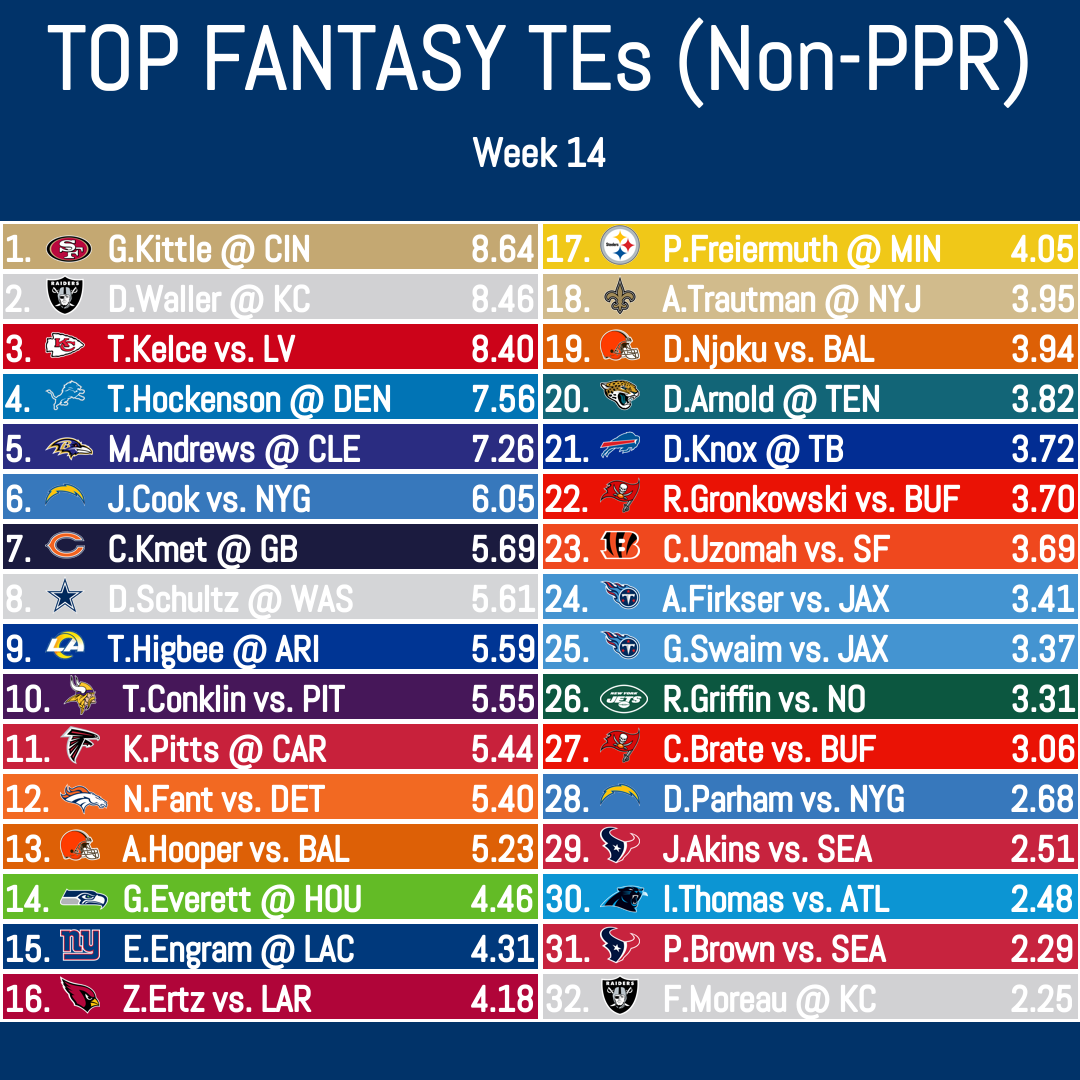 TOP FANTASY TEs (Non-PPR)
Week 14
1. G.Kittle @ CIN 8.64
2. D.Waller @ KC 8.46
3. T.Kelce vs. LV 8.40
4. T.Hockenson @ DEN 7.56
5. M.Andrews @ CLE 7.26
6. J.Cook vs. NYG 6.05
7. C.Kmet @ GB 5.69
8. D.Schultz @ WAS 5.61
9. T.Higbee @ ARI 5.59
10. T.Conklin vs. PIT 5.55
11. K.Pitts @ CAR 5.44
12. N.Fant vs. DET 5.40
13. A.Hooper vs. BAL 5.23
14. G.Everett @ HOU 4.46
15. E.Engram @ LAC 4.31
16. Z.Ertz vs. LAR 4.18
17. P.Freiermuth @ MIN 4.05
18. A.Trautman @ NYJ 3.95
19. D.Njoku vs. BAL 3.94
20. D.Arnold @ TEN 3.82
21. D.Knox @ TB 3.72
22. R.Gronkowski vs. BUF 3.70
23. C.Uzomah vs. SF 3.69
24. A.Firkser vs. JAX 3.41
25. G.Swaim vs. JAX 3.37
26. R.Griffin vs. NO 3.31
27. C.Brate vs. BUF 3.06
28. D.Parham vs. NYG 2.68
29. J.Akins vs. SEA 2.51
30. I.Thomas vs. ATL 2.48
31. P.Brown vs. SEA 2.29
32. F.Moreau @ KC 2.25